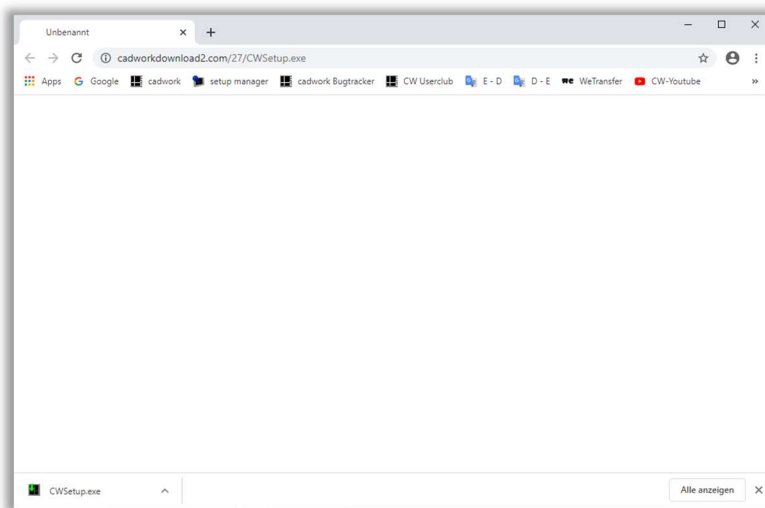 Unbenannt
cadworkdownload2.com/27/CWSetup.exe
Apps Google cadwork setup manager cadwork Bugtracker CW Userclub E - D D - E we WeTransfer CW-Youtube »
CWSetup.exe Alle anzeigen